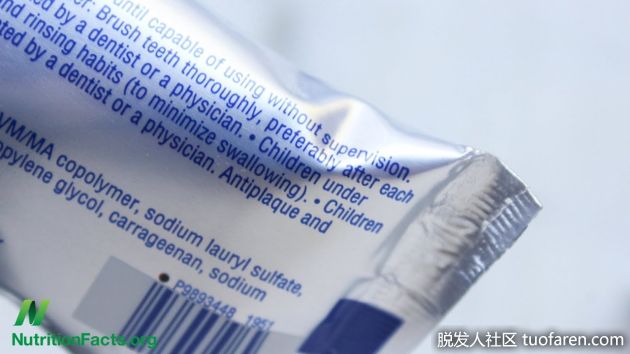 until capable of using without supervision.
Brush teeth thoroughly, preferably after each
by a dentist or a physician. • Children under
and rinsing habits (to minimize swallowing). • Children
by a dentist or a physician. Antiplaque and
VM/MA copolymer, sodium lauryl sulfate,
propylene glycol, carrageenan, sodium
P9893448 1951
NutritionFacts.org
脱发人社区 tuofaren.com